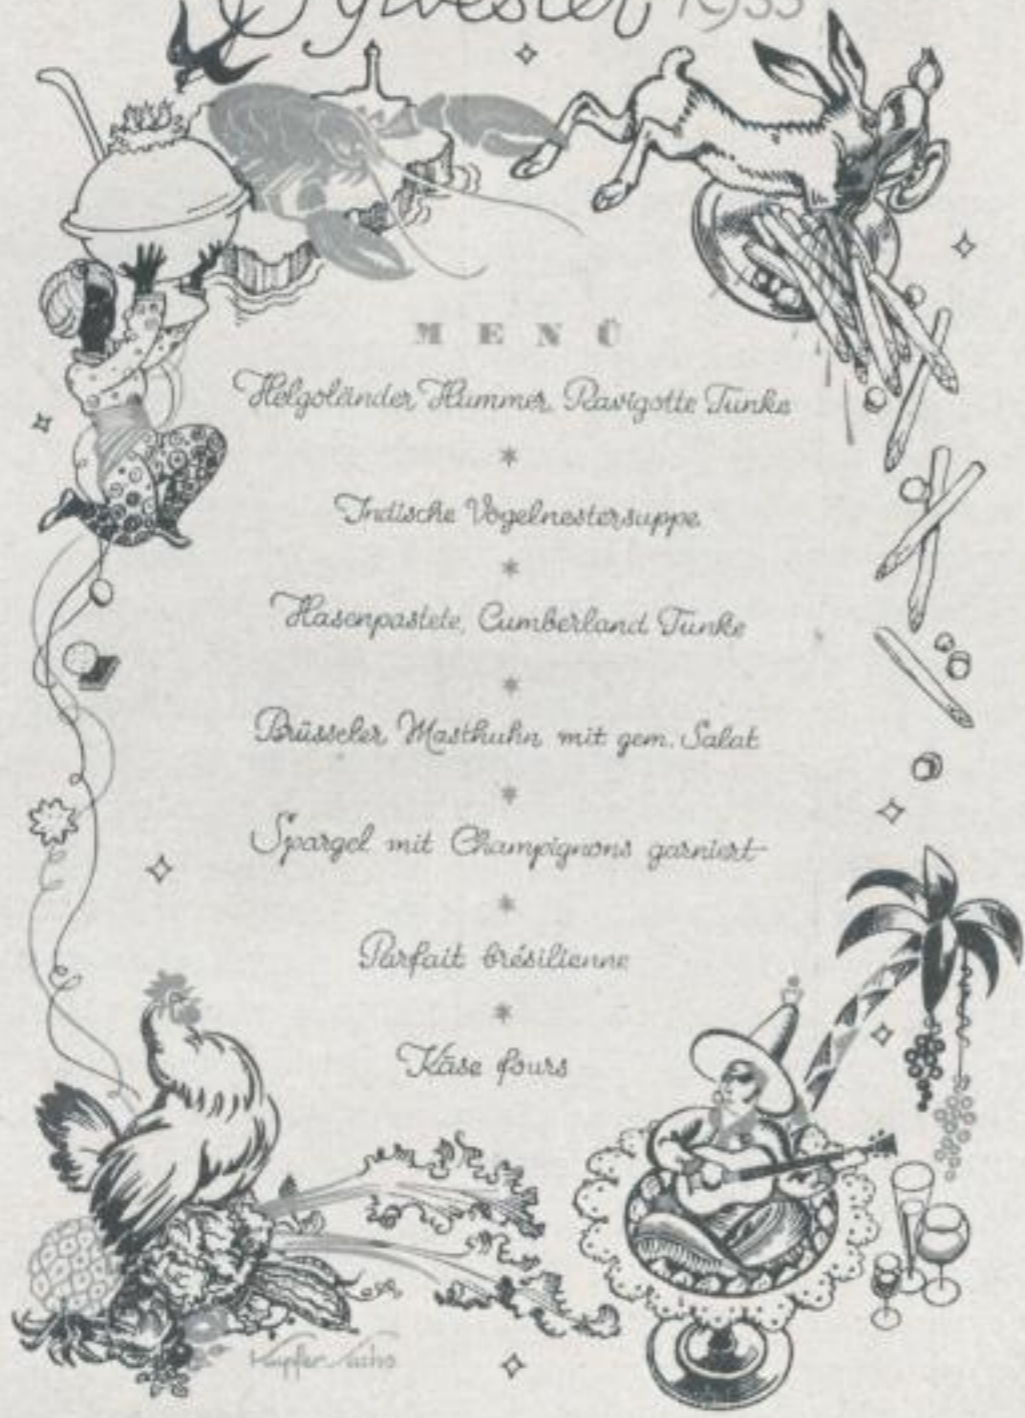 Sylvester 1933
MENÜ
Helgoländer Hummer, Ravigotte Tunke
Indische Vogelnestersuppe
Hasenpastete, Cumberland Tunke
Brüsseler Masthuhn mit gem. Salat
Spargel mit Champignons garniert
Parfait brésilienne
Käse fours